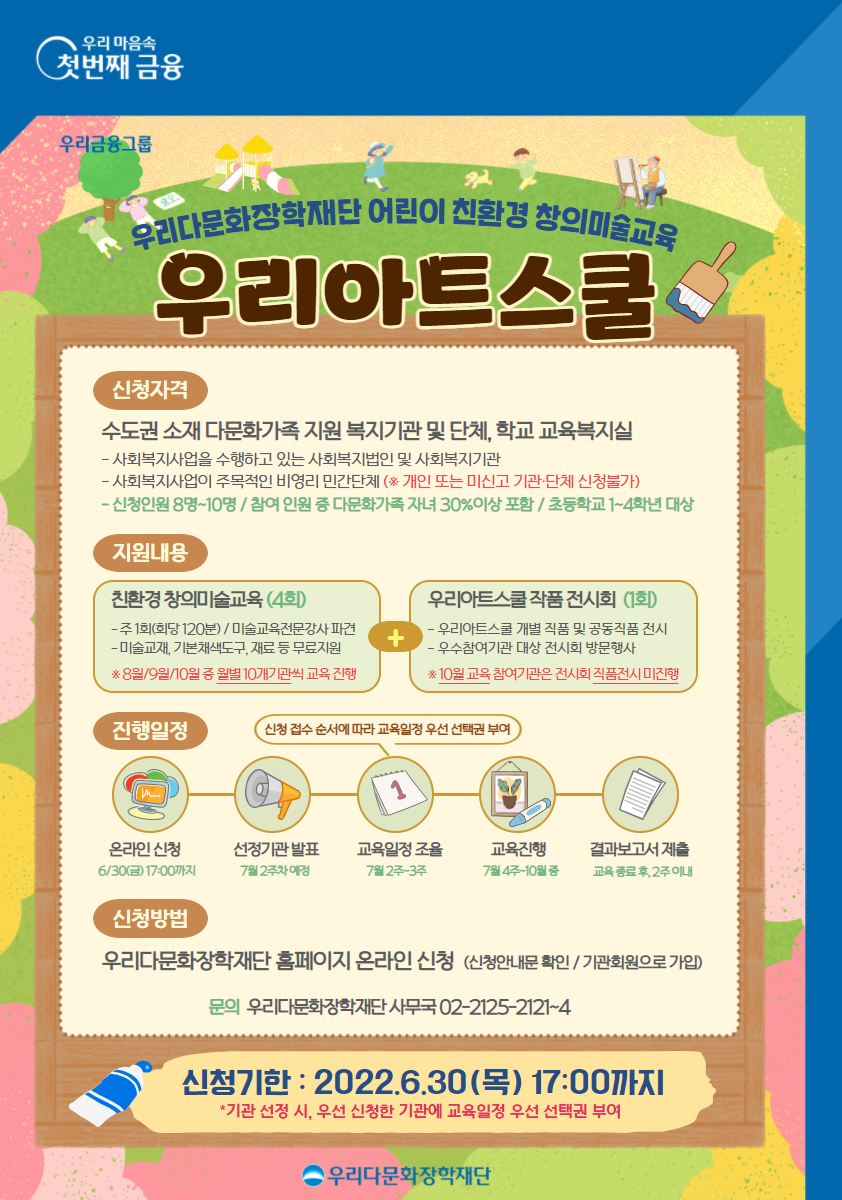 우리 마음속
첫번째 금융
우리금융그룹
우리다문화장학재단 어린이 친환경 창의미술교육
우리아트스쿨
신청자격
수도권 소재 다문화가족 지원 복지기관 및 단체, 학교 교육복지실
- 사회복지사업을 수행하고 있는 사회복지법인 및 사회복지기관
- 사회복지사업이 주목적인 비영리 민간단체 (※ 개인 또는 미신고 기관·단체 신청불가)
- 신청인원 8명~10명 / 참여 인원 중 다문화가족 자녀 30%이상 포함 / 초등학교 1~4학년 대상
지원내용
친환경 창의미술교육 (4회)
- 주 1회(회당 120분) / 미술교육전문강사 파견
- 미술교재, 기본채색도구, 재료 등 무료지원
※ 8월/9월/10월 중 월별 10개기관씩 교육 진행
+
우리아트스쿨 작품 전시회 (1회)
- 우리아트스쿨 개별 작품 및 공동작품 전시
- 우수참여기관 대상 전시회 방문행사
※ 10월 교육 참여기관은 전시회 작품전시 미진행
진행일정
신청 접수 순서에 따라 교육일정 우선 선택권 부여
1
온라인 신청
6/30(금) 17:00까지
선정기관 발표
7월 2주차 예정
교육일정 조율
7월 2주~3주
교육진행
7월 4주~10월 중
결과보고서 제출
교육 종료 후, 2주 이내
신청방법
우리다문화장학재단 홈페이지 온라인 신청 (신청안내문 확인 / 기관회원으로 가입)
문의 우리다문화장학재단 사무국 02-2125-2121~4
신청기한 : 2022.6.30(목) 17:00까지
*기관 선정 시, 우선 신청한 기관에 교육일정 우선 선택권 부여
우리다문화장학재단